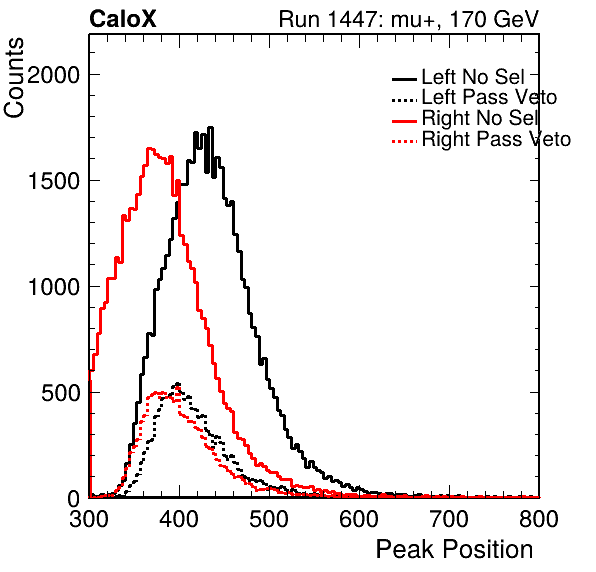 CaloX Run 1447: mu+, 170 GeV
Counts
2000
1500
1000
500
0
Left No Sel
Left Pass Veto
Right No Sel
Right Pass Veto
300 400 500 600 700 800
Peak Position